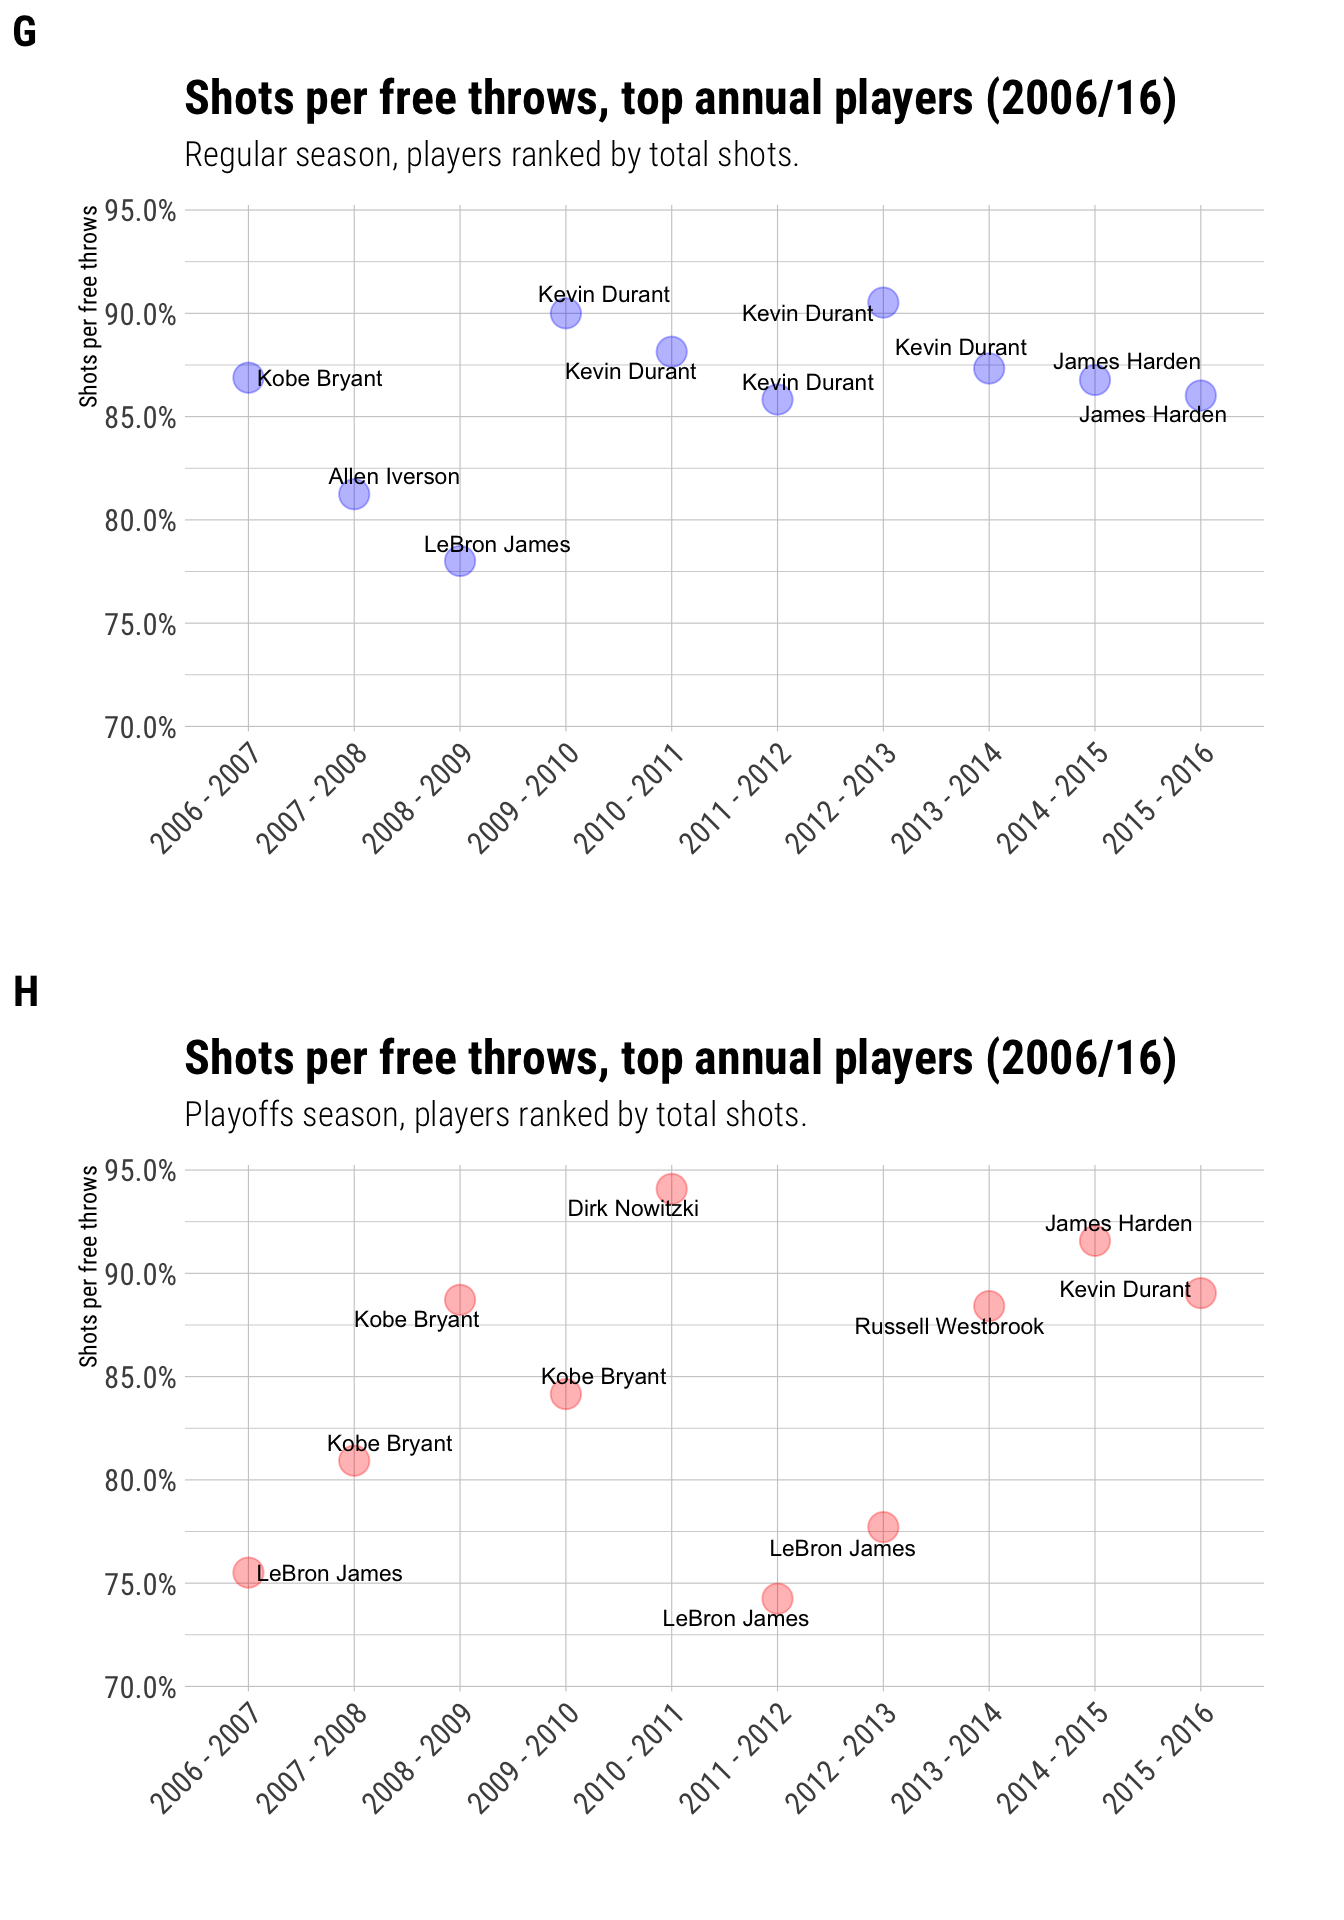 G
Shots per free throws, top annual players (2006/16)
Regular season, players ranked by total shots.
Shots per free throws
95.0%
90.0%
85.0%
80.0%
75.0%
70.0%
Kevin Durant
Kevin Durant
Kevin Durant
James Harden
Kevin Durant
Kobe Bryant
Kevin Durant
James Harden
Allen Iverson
LeBron James
2006 - 2007
2007 - 2008
2008 - 2009
2009 - 2010
2010 - 2011
2011 - 2012
2012 - 2013
2013 - 2014
2014 - 2015
2015 - 2016
H
Shots per free throws, top annual players (2006/16)
Playoffs season, players ranked by total shots.
Shots per free throws
95.0%
90.0%
85.0%
80.0%
75.0%
70.0%
Dirk Nowitzki
James Harden
Kevin Durant
Kobe Bryant
Russell Westbrook
Kobe Bryant
Kobe Bryant
LeBron James
LeBron James
LeBron James
2006 - 2007
2007 - 2008
2008 - 2009
2009 - 2010
2010 - 2011
2011 - 2012
2012 - 2013
2013 - 2014
2014 - 2015
2015 - 2016